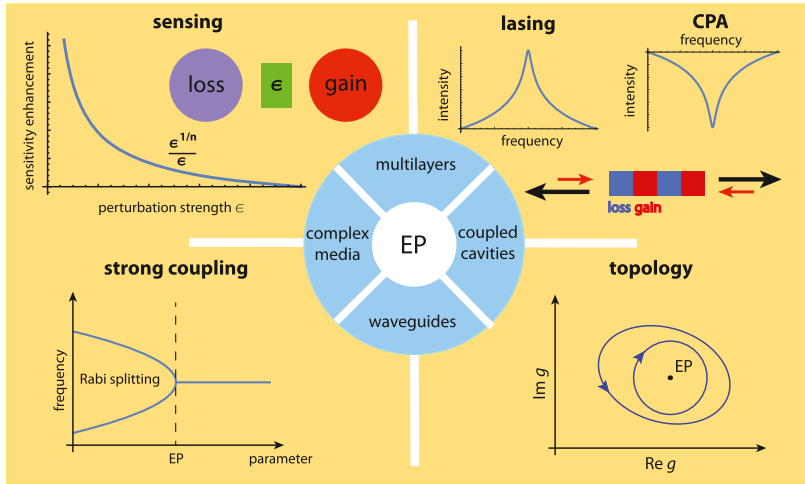 sensing
sensitivity enhancement
loss
ϵ
gain
ϵ^1/n
ϵ
perturbation strength ϵ
lasing
intensity
frequency
CPA
frequency
intensity
loss gain
multilayers
complex
media
EP
coupled
cavities
waveguides
strong coupling
frequency
Rabi splitting
EP
parameter
topology
Im g
EP
Re g